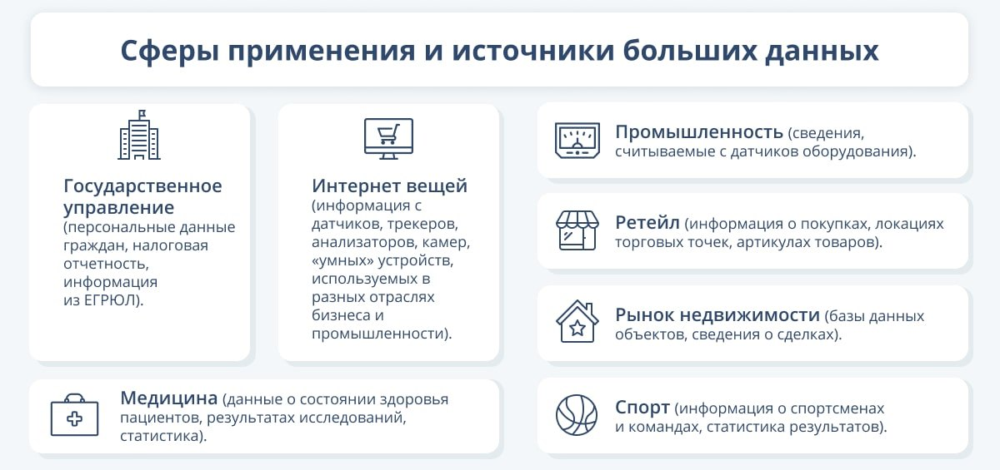 Сферы применения и источники больших данных
Государственное
управление
(персональные данные
граждан, налоговая
отчетность,
информация
из ЕГРЮЛ).
Интернет вещей
(информация с
датчиков, трекеров,
анализаторов, камер,
«умных» устройств,
используемых в
разных отраслях
бизнеса и
промышленности).
Медицина (данные о состоянии здоровья
пациентов, результатах исследований,
статистика).
Промышленность (сведения,
считываемые с датчиков оборудования).
Ретейл (информация о покупках, локациях
торговых точек, артикулах товаров).
Рынок недвижимости (базы данных
объектов, сведения о сделках).
Спорт (информация о спортсменах
и командах, статистика результатов).